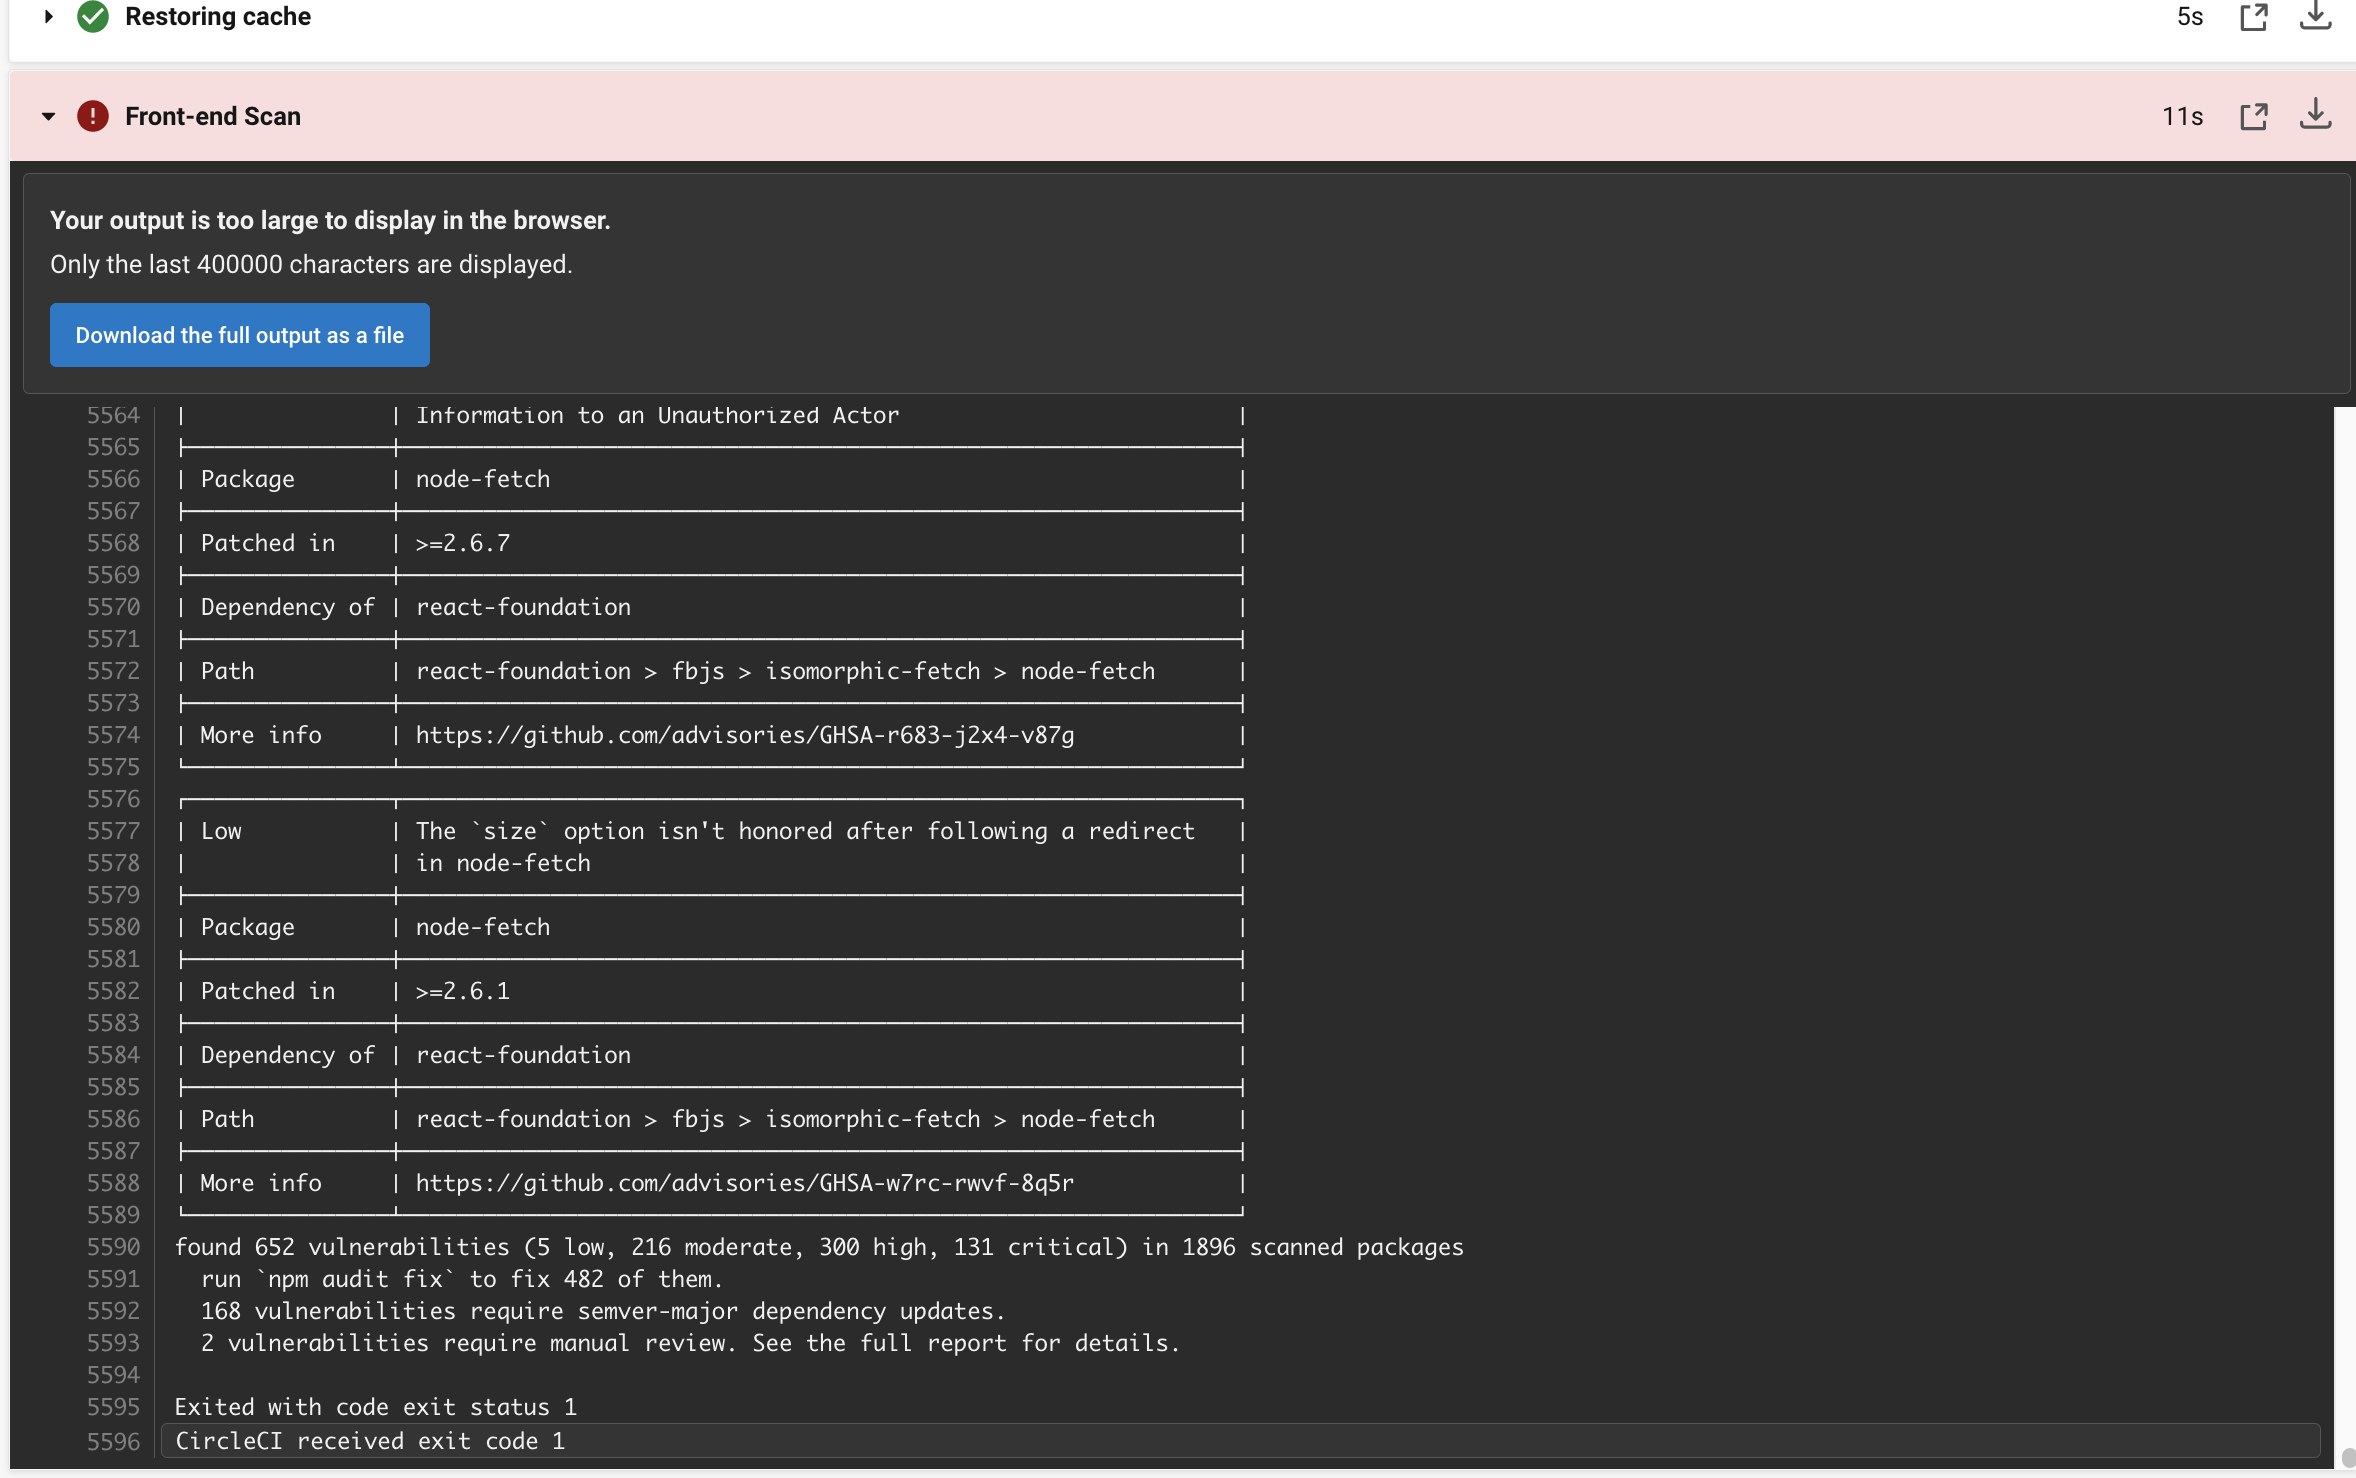 Restoring cache 5s
Front-end Scan 11s
Your output is too large to display in the browser.
Only the last 400000 characters are displayed.
Download the full output as a file
5564 | | Information to an Unauthorized Actor |
5565
5566 | Package | node-fetch |
5567
5568 | Patched in | >=2.6.7 |
5569
5570 | Dependency of | react-foundation |
5571
5572 | Path | react-foundation > fbjs > isomorphic-fetch > node-fetch |
5573
5574 | More info | https://github.com/advisories/GHSA-r683-j2x4-v87g |
5575
5576
5577 | Low | The `size` option isn't honored after following a redirect |
5578 | | in node-fetch |
5579
5580 | Package | node-fetch |
5581
5582 | Patched in | >=2.6.1 |
5583
5584 | Dependency of | react-foundation |
5585
5586 | Path | react-foundation > fbjs > isomorphic-fetch > node-fetch |
5587
5588 | More info | https://github.com/advisories/GHSA-w7rc-rwvf-8q5r |
5589
5590 found 652 vulnerabilities (5 low, 216 moderate, 300 high, 131 critical) in 1896 scanned packages
5591 run `npm audit fix` to fix 482 of them.
5592 168 vulnerabilities require semver-major dependency updates.
5593 2 vulnerabilities require manual review. See the full report for details.
5594
5595 Exited with code exit status 1
5596 CircleCI received exit code 1